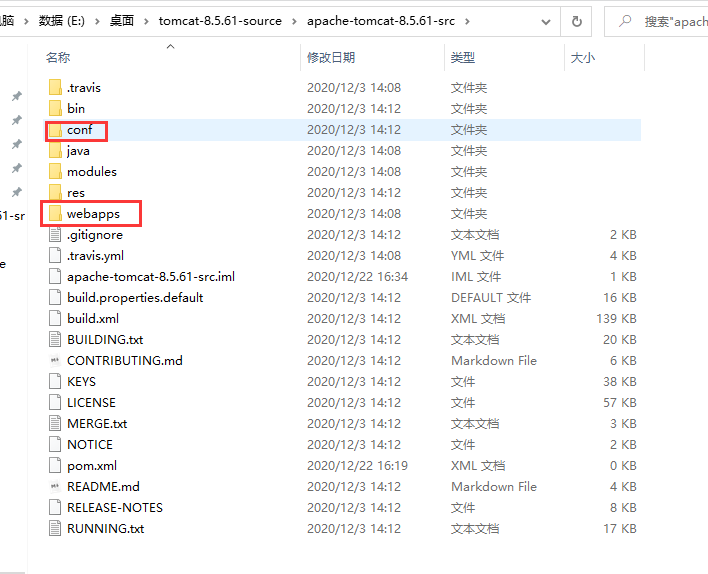 电脑 > 数据 (E:) > 桌面 > tomcat-8.5.61-source > apache-tomcat-8.5.61-src >
搜索"apach
名称 修改日期 类型 大小
.travis 2020/12/3 14:08 文件夹
bin 2020/12/3 14:12 文件夹
conf 2020/12/3 14:12 文件夹
java 2020/12/3 14:08 文件夹
modules 2020/12/3 14:08 文件夹
res 2020/12/3 14:12 文件夹
webapps 2020/12/3 14:08 文件夹
61-sr
.gitignore 2020/12/3 14:12 文本文档 2 KB
.travis.yml 2020/12/3 14:08 YML 文件 4 KB
e
apache-tomcat-8.5.61-src.iml 2020/12/22 16:34 IML 文件 1 KB
build.properties.default 2020/12/3 14:12 DEFAULT 文件 16 KB
build.xml 2020/12/3 14:12 XML 文档 139 KB
BUILDING.txt 2020/12/3 14:12 文本文档 20 KB
CONTRIBUTING.md 2020/12/3 14:12 Markdown File 6 KB
KEYS 2020/12/3 14:12 文件 38 KB
LICENSE 2020/12/3 14:12 文件 57 KB
MERGE.txt 2020/12/3 14:12 文本文档 3 KB
NOTICE 2020/12/3 14:12 文件 2 KB
pom.xml 2020/12/22 16:19 XML 文档 0 KB
README.md 2020/12/3 14:12 Markdown File 4 KB
RELEASE-NOTES 2020/12/3 14:12 文件 8 KB
RUNNING.txt 2020/12/3 14:12 文本文档 17 KB